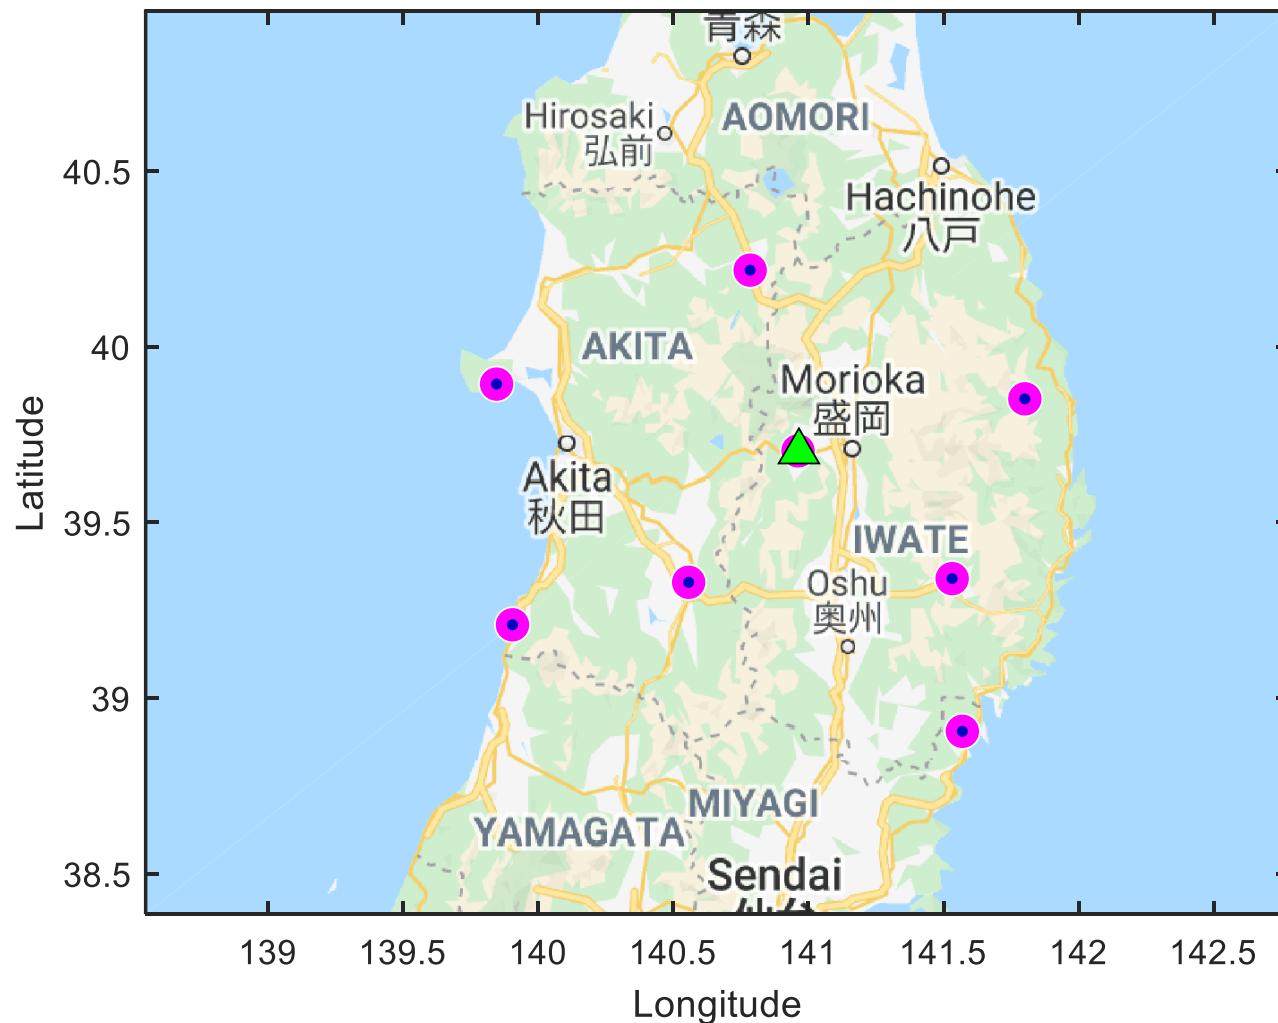 青森
Hirosaki
弘前
AOMORI
40.5
Hachinohe
八戸
40
AKITA
Morioka
盛岡
Latitude
Akita
秋田
39.5
IWATE
Oshu
奥州
39
MIYAGI
YAMAGATA
38.5
Sendai
仙台
139
139.5
140
140.5
141
141.5
142
142.5
Longitude